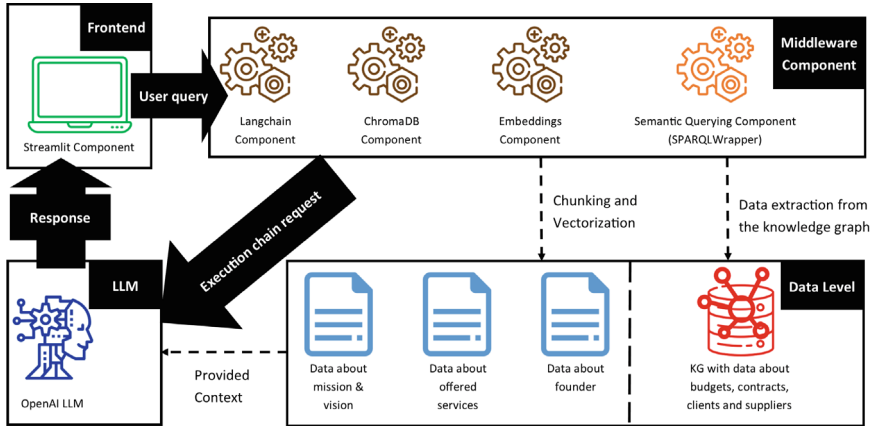 Frontend
Streamlit Component
User query
Middleware
Component
Langchain
Component
ChromaDB
Component
Embeddings
Component
Semantic Querying Component
(SPARQLWrapper)
Response
Execution chain request
Chunking and
Vectorization
Data extraction from
the knowledge graph
LLM
OpenAI LLM
Provided
Context
Data Level
Data about
mission &
vision
Data about
offered
services
Data about
founder
KG with data about
budgets, contracts,
clients and suppliers